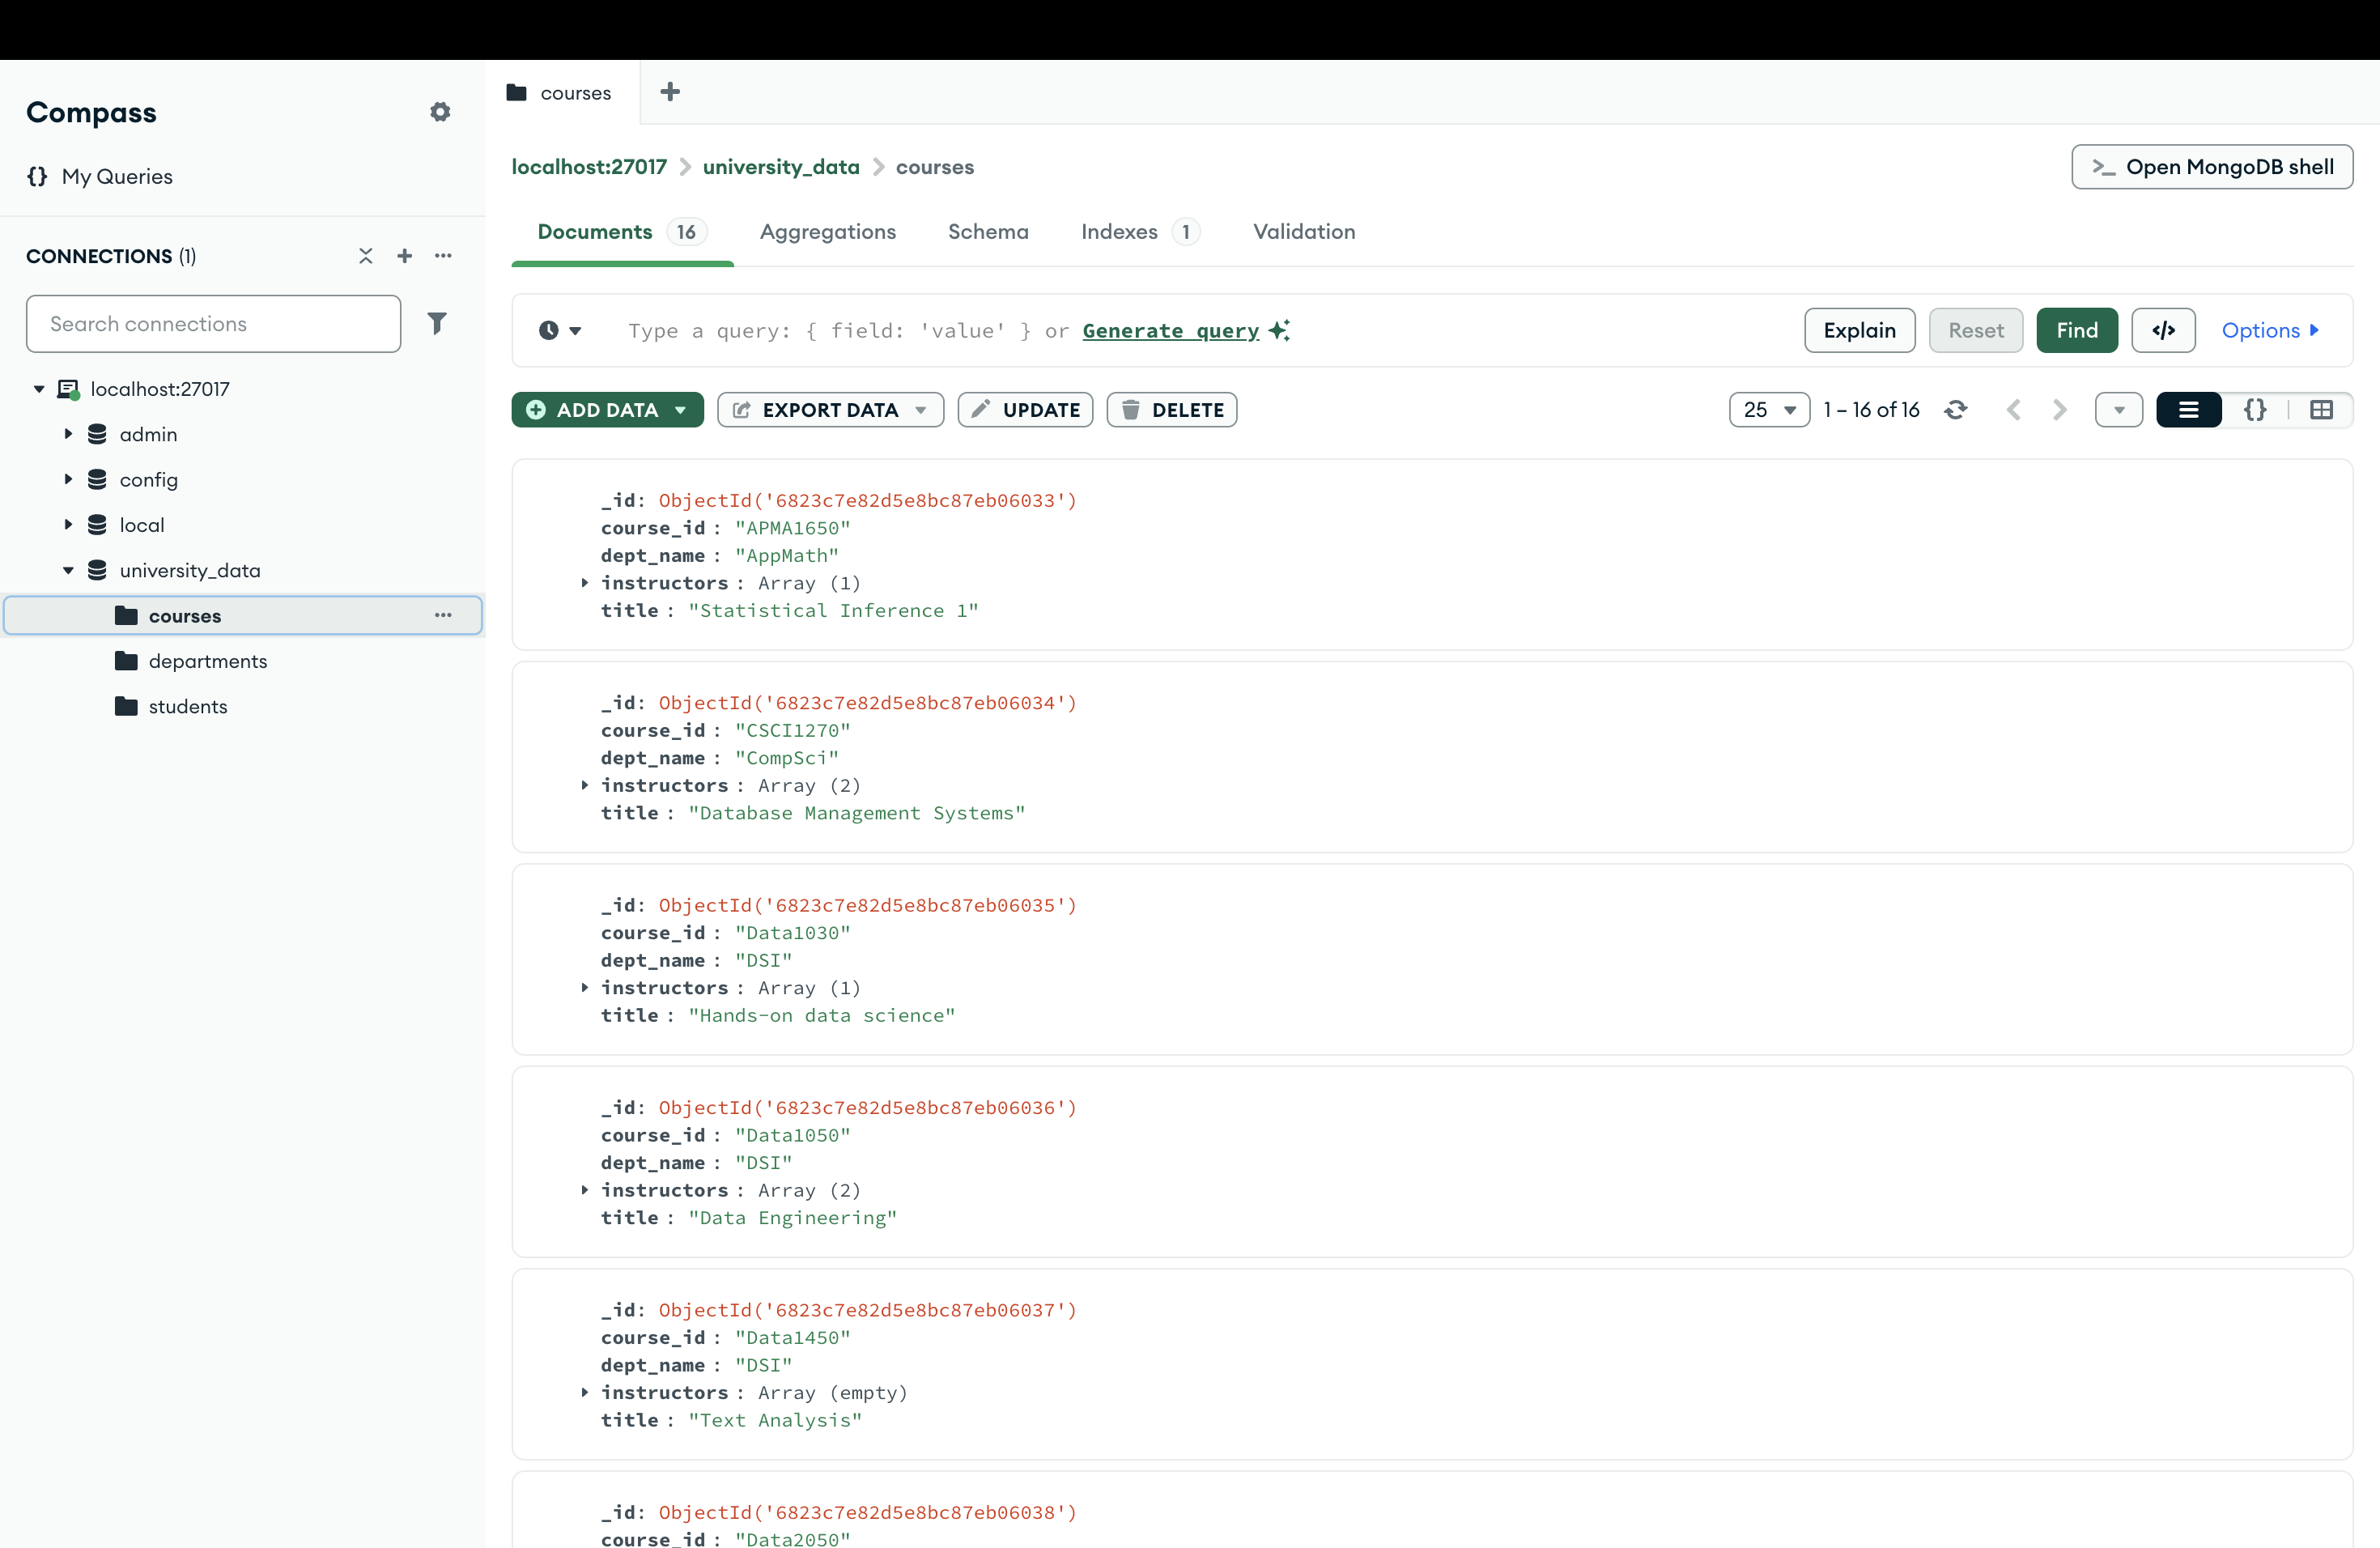 Compass
{} My Queries
CONNECTIONS (1)
Search connections
localhost:27017
admin
config
local
university_data
courses
departments
students
courses
localhost:27017 > university_data > courses
>_ Open MongoDB shell
Documents 16 Aggregations Schema Indexes 1 Validation
Type a query: { field: 'value' } or Generate query
Explain Reset Find </> Options
ADD DATA EXPORT DATA UPDATE DELETE
25 1 – 16 of 16 {}
_id: ObjectId('6823c7e82d5e8bc87eb06033')
course_id : "APMA1650"
dept_name : "AppMath"
instructors : Array (1)
title : "Statistical Inference 1"
_id: ObjectId('6823c7e82d5e8bc87eb06034')
course_id : "CSCI1270"
dept_name : "CompSci"
instructors : Array (2)
title : "Database Management Systems"
_id: ObjectId('6823c7e82d5e8bc87eb06035')
course_id : "Data1030"
dept_name : "DSI"
instructors : Array (1)
title : "Hands-on data science"
_id: ObjectId('6823c7e82d5e8bc87eb06036')
course_id : "Data1050"
dept_name : "DSI"
instructors : Array (2)
title : "Data Engineering"
_id: ObjectId('6823c7e82d5e8bc87eb06037')
course_id : "Data1450"
dept_name : "DSI"
instructors : Array (empty)
title : "Text Analysis"
_id: ObjectId('6823c7e82d5e8bc87eb06038')
course_id : "Data2050"